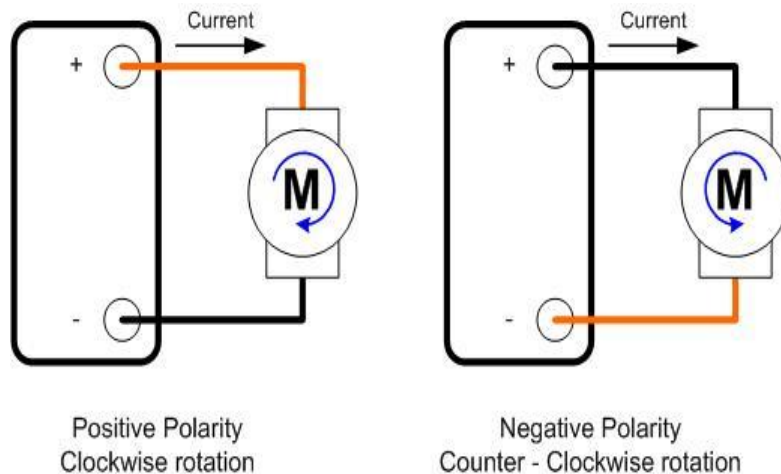 Current
+
M
-
Positive Polarity
Clockwise rotation
Current
+
M
-
Negative Polarity
Counter - Clockwise rotation